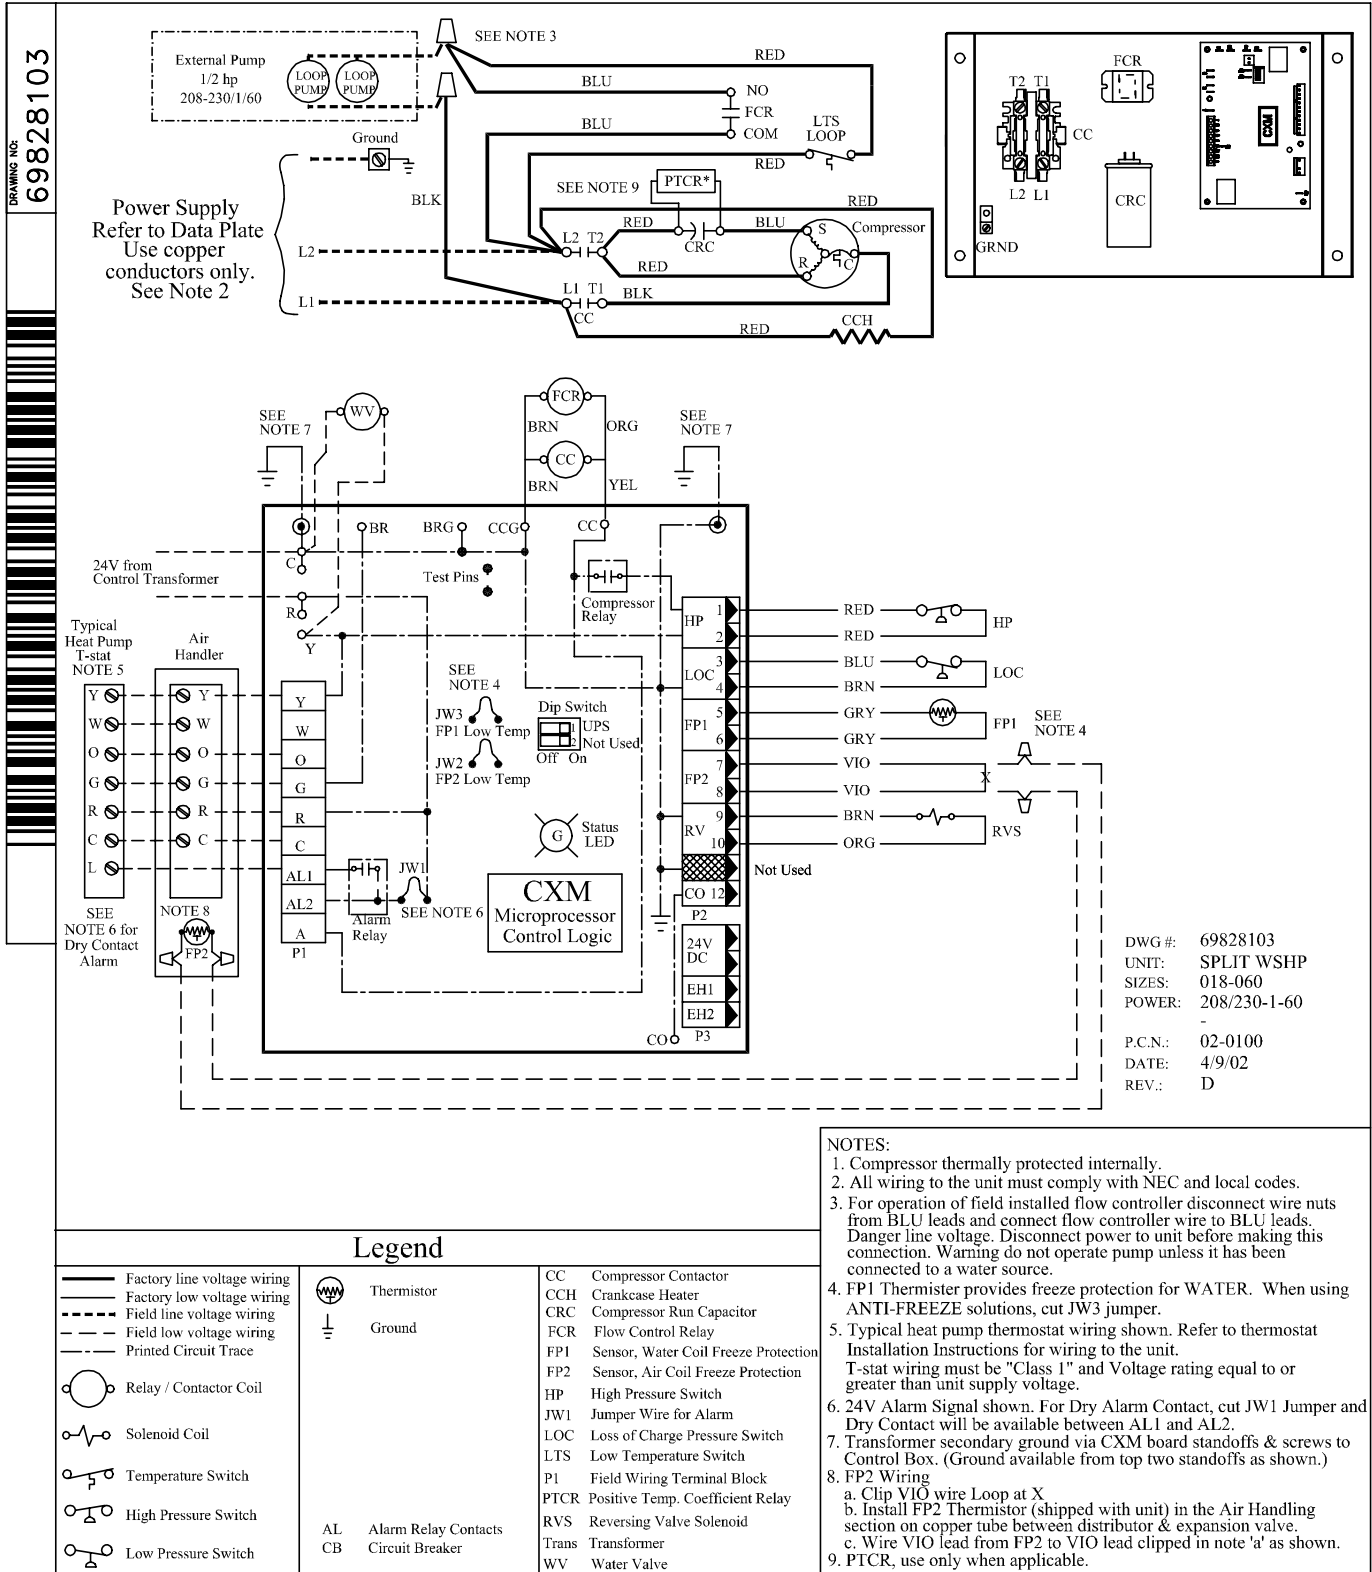 DRAWING NO:
69828103
External Pump
1/2 hp
208-230/1/60
LOOP
PUMP
LOOP
PUMP
SEE NOTE 3
RED
BLU
NO
FCR
COM
BLU
LTS
LOOP
RED
Ground
BLK
SEE NOTE 9
PTCR*
RED
Power Supply
Refer to Data Plate
Use copper
conductors only.
See Note 2
L2
L1
L2 T2
RED
CRC
BLU
S
Compressor
R
C
RED
L1 T1
BLK
CC
RED
CCH
T2 T1
CC
L2 L1
FCR
CRC
CXM
GRND
SEE
NOTE 7
WV
FCR
BRN
ORG
CC
BRN
YEL
SEE
NOTE 7
BR
BRG
CCG
CC
24V from
Control Transformer
C
R
Y
Test Pins
Compressor
Relay
Typical
Heat Pump
T-stat
NOTE 5
Air
Handler
Y
W
O
G
R
C
L
Y
W
O
G
R
C
Y
W
O
G
R
C
AL1
AL2
A
P1
SEE
NOTE 4
JW3
FP1 Low Temp
JW2
FP2 Low Temp
Dip Switch
1 UPS
2 Not Used
Off On
G
Status
LED
JW1
SEE NOTE 6
Alarm
Relay
CXM
Microprocessor
Control Logic
HP
1
2
LOC
3
4
FP1
5
6
FP2
7
8
RV
9
10
Not Used
CO 12
P2
24V
DC
EH1
EH2
P3
CO
RED
RED
HP
BLU
BRN
LOC
GRY
GRY
FP1
SEE
NOTE 4
VIO
X
VIO
BRN
ORG
RVS
SEE
NOTE 6 for
Dry Contact
Alarm
NOTE 8
FP2
DWG #: 69828103
UNIT: SPLIT WSHP
SIZES: 018-060
POWER: 208/230-1-60
-
P.C.N.: 02-0100
DATE: 4/9/02
REV.: D
Legend
Factory line voltage wiring
Factory low voltage wiring
Field line voltage wiring
Field low voltage wiring
Printed Circuit Trace
Relay / Contactor Coil
Solenoid Coil
Temperature Switch
High Pressure Switch
Low Pressure Switch
Thermistor
Ground
AL Alarm Relay Contacts
CB Circuit Breaker
CC Compressor Contactor
CCH Crankcase Heater
CRC Compressor Run Capacitor
FCR Flow Control Relay
FP1 Sensor, Water Coil Freeze Protection
FP2 Sensor, Air Coil Freeze Protection
HP High Pressure Switch
JW1 Jumper Wire for Alarm
LOC Loss of Charge Pressure Switch
LTS Low Temperature Switch
P1 Field Wiring Terminal Block
PTCR Positive Temp. Coefficient Relay
RVS Reversing Valve Solenoid
Trans Transformer
WV Water Valve
NOTES:
1. Compressor thermally protected internally.
2. All wiring to the unit must comply with NEC and local codes.
3. For operation of field installed flow controller disconnect wire nuts
from BLU leads and connect flow controller wire to BLU leads.
Danger line voltage. Disconnect power to unit before making this
connection. Warning do not operate pump unless it has been
connected to a water source.
4. FP1 Thermister provides freeze protection for WATER. When using
ANTI-FREEZE solutions, cut JW3 jumper.
5. Typical heat pump thermostat wiring shown. Refer to thermostat
Installation Instructions for wiring to the unit.
T-stat wiring must be "Class 1" and Voltage rating equal to or
greater than unit supply voltage.
6. 24V Alarm Signal shown. For Dry Alarm Contact, cut JW1 Jumper and
Dry Contact will be available between AL1 and AL2.
7. Transformer secondary ground via CXM board standoffs & screws to
Control Box. (Ground available from top two standoffs as shown.)
8. FP2 Wiring
a. Clip VIO wire Loop at X
b. Install FP2 Thermistor (shipped with unit) in the Air Handling
section on copper tube between distributor & expansion valve.
c. Wire VIO lead from FP2 to VIO lead clipped in note 'a' as shown.
9. PTCR, use only when applicable.